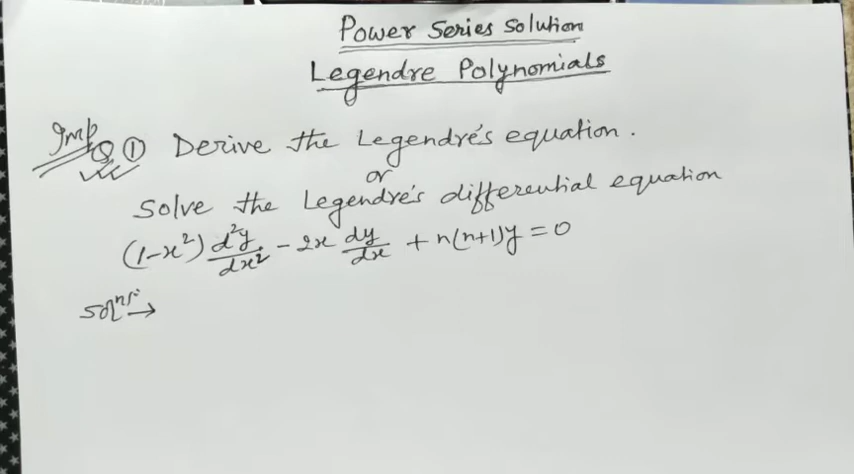 Power Series Solution
Legendre Polynomials
Imp Q ① Derive the Legendre's equation.
or
Solve the Legendre's differential equation
(1-x²) d²y/dx² - 2x dy/dx + n(n+1)y = 0
Solⁿ:→